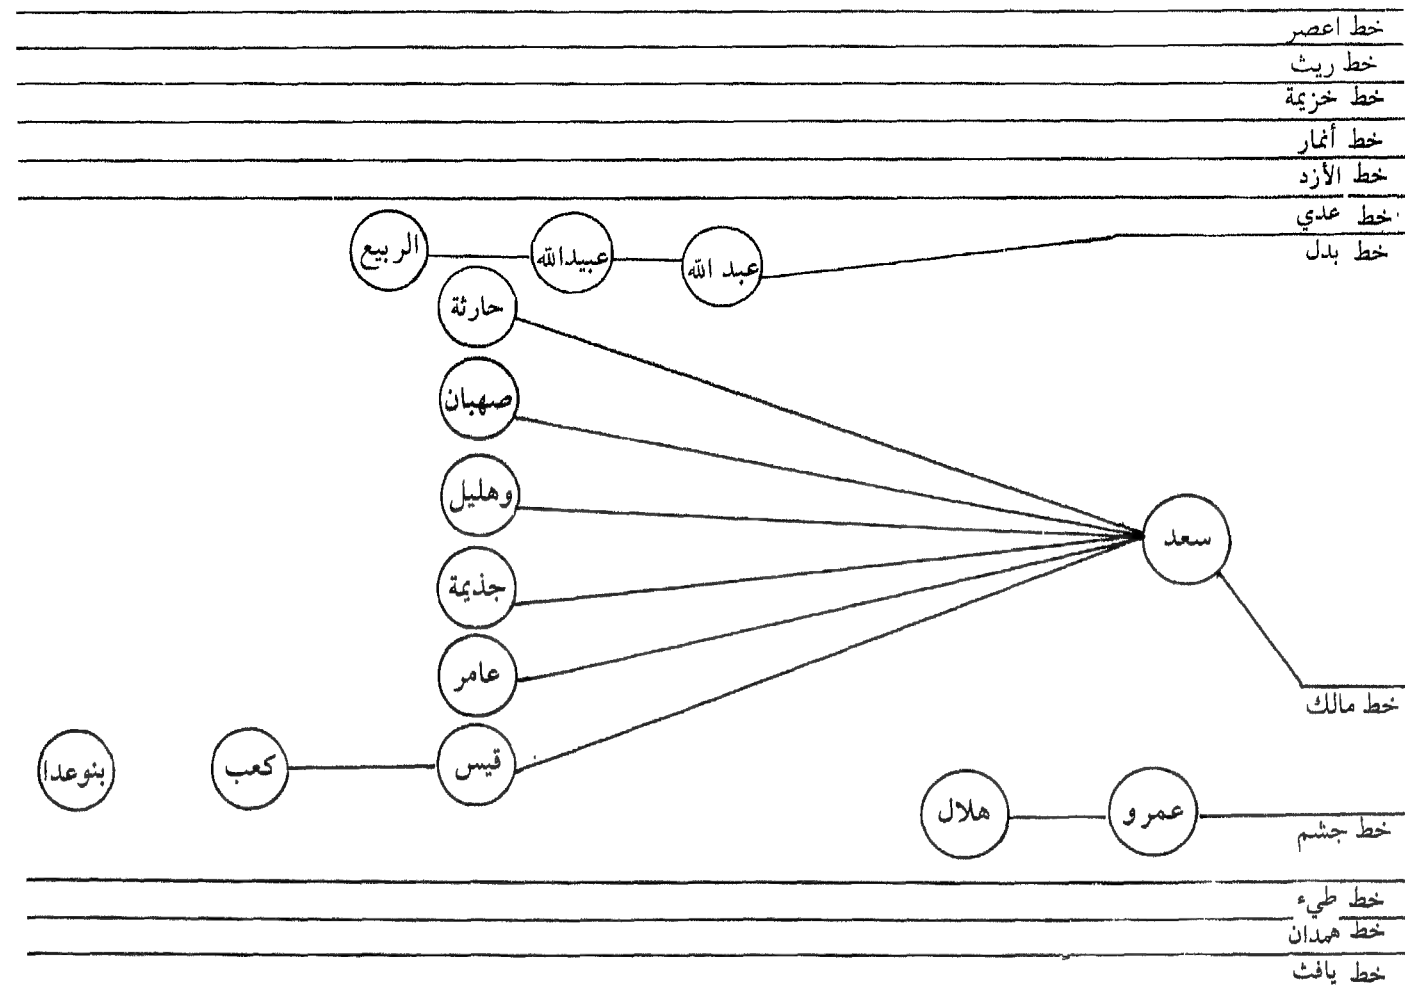 خط اعصر
خط ريث
خط خزيمة
خط أنمار
خط الأزد
خط عدي
خط بدل
عبد الله
عبيدالله
الربيع
حارثة
صهبان
وهليل
سعد
جذيمة
عامر
خط مالك
قيس
كعب
بنوعدا
عمرو
هلال
خط جشم
خط طيء
خط همدان
خط يافث